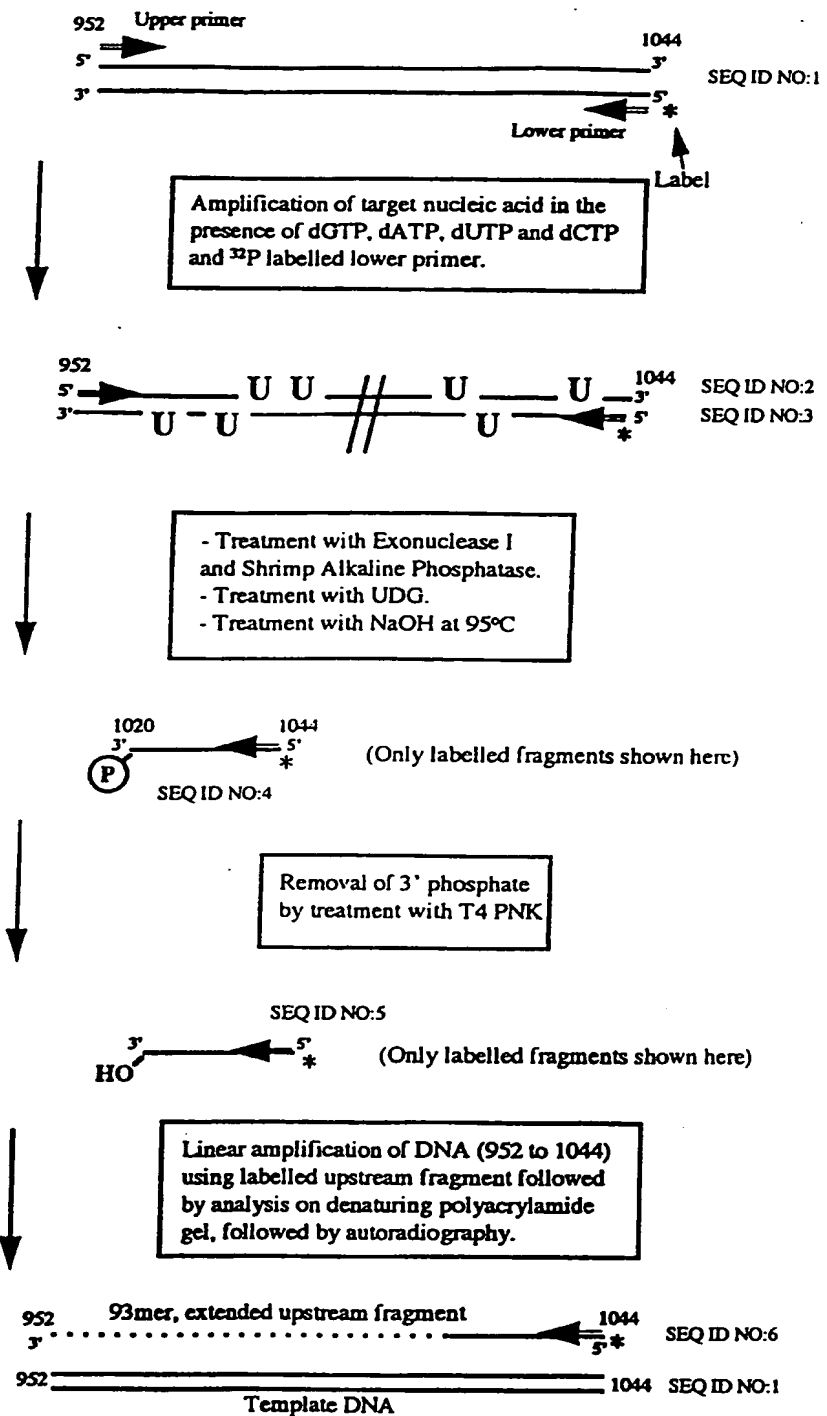 952 Upper primer
1044
5' 3' SEQ ID NO:1
3' 5' *
Lower primer
Label
Amplification of target nucleic acid in the
presence of dGTP, dATP, dUTP and dCTP
and ³²P labelled lower primer.
952 1044
5' U U U U 3' SEQ ID NO:2
3' U U U 5' SEQ ID NO:3
*
- Treatment with Exonuclease I
and Shrimp Alkaline Phosphatase.
- Treatment with UDG.
- Treatment with NaOH at 95°C
1020 1044
3' 5'
P * (Only labelled fragments shown here)
SEQ ID NO:4
Removal of 3' phosphate
by treatment with T4 PNK
SEQ ID NO:5
3' 5'
HO * (Only labelled fragments shown here)
Linear amplification of DNA (952 to 1044)
using labelled upstream fragment followed
by analysis on denaturing polyacrylamide
gel, followed by autoradiography.
952 93mer, extended upstream fragment 1044
3' 5' * SEQ ID NO:6
952 1044 SEQ ID NO:1
Template DNA